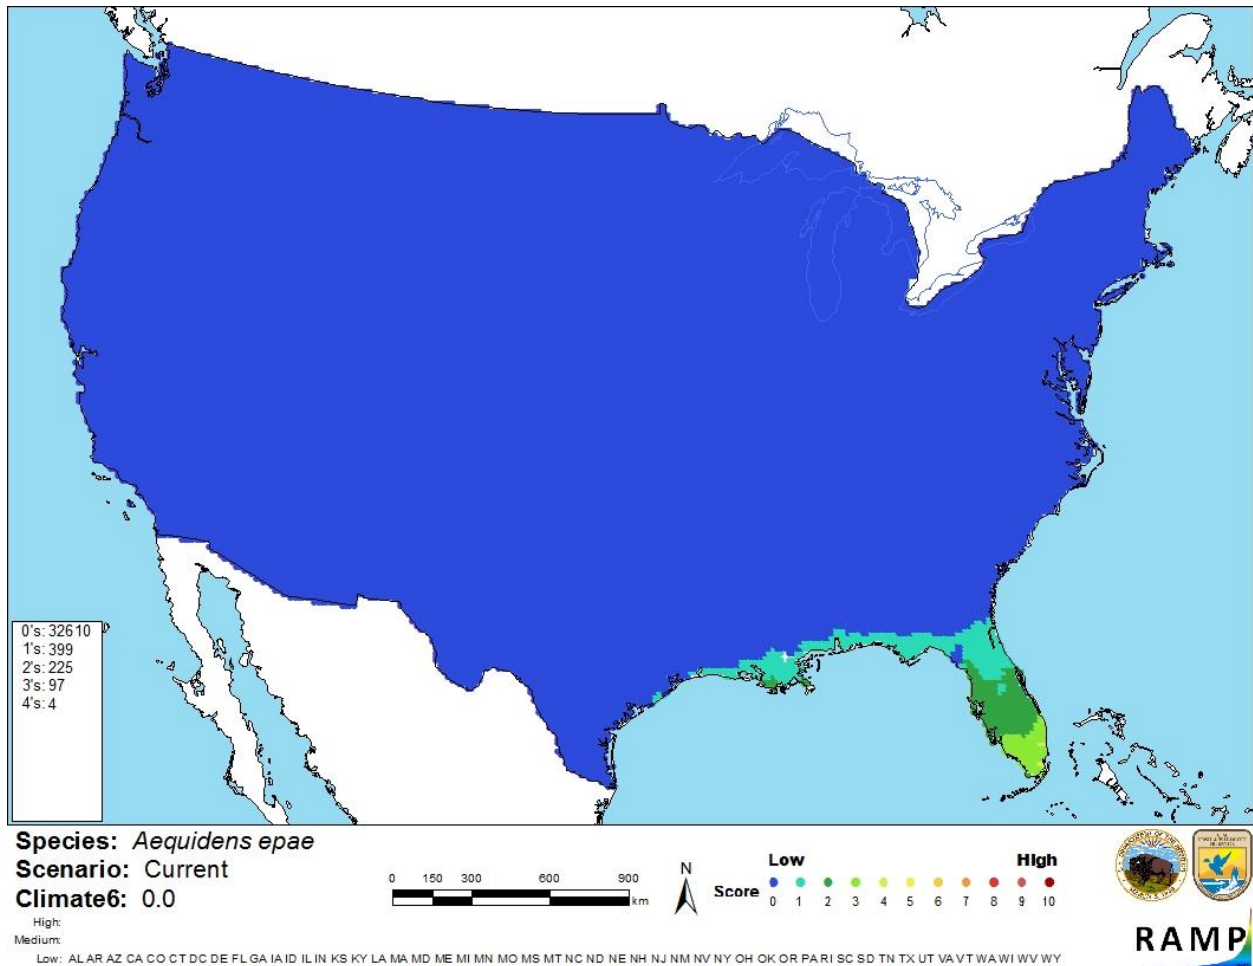 0's: 32610
1's: 399
2's: 225
3's: 97
4's: 4
Species: Aequidens epae
Scenario: Current
Climate6: 0.0
High:
Medium:
Low: AL AR AZ CA CO CT DC DE FL GA IA ID IL IN KS KY LA MA MD ME MI MN MO MS MT NC ND NE NH NJ NM NV NY OH OK OR PA RI SC SD TN TX UT VA VT WA WI WV WY
0 150 300 600 900
km
N
Low High
Score
0 1 2 3 4 5 6 7 8 9 10
RAMP